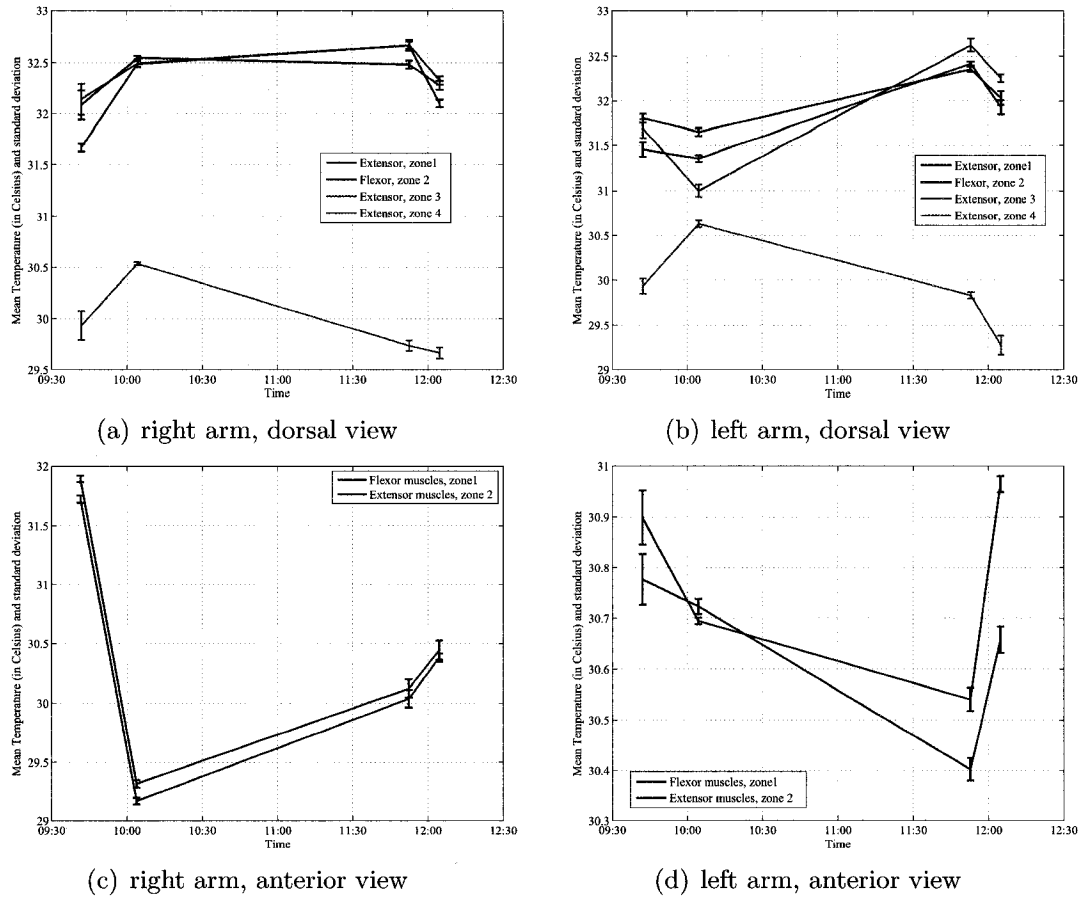 Mean Temperature (in Celsius) and standard deviation
33
32.5
32
31.5
31
30.5
30
29.5
09:30 10:00 10:30 11:00 11:30 12:00 12:30
Time
Extensor, zone1
Flexor, zone 2
Extensor, zone 3
Extensor, zone 4
(a) right arm, dorsal view
Mean Temperature (in Celsius) and standard deviation
33
32.5
32
31.5
31
30.5
30
29.5
29
09:30 10:00 10:30 11:00 11:30 12:00 12:30
Time
Extensor, zone1
Flexor, zone 2
Extensor, zone 3
Extensor, zone 4
(b) left arm, dorsal view
Mean Temperature (in Celsius) and standard deviation
32
31.5
31
30.5
30
29.5
29
09:30 10:00 10:30 11:00 11:30 12:00 12:30
Time
Flexor muscles, zone1
Extensor muscles, zone 2
(c) right arm, anterior view
Mean Temperature (in Celsius) and standard deviation
31
30.9
30.8
30.7
30.6
30.5
30.4
30.3
09:30 10:00 10:30 11:00 11:30 12:00 12:30
Time
Flexor muscles, zone1
Extensor muscles, zone 2
(d) left arm, anterior view